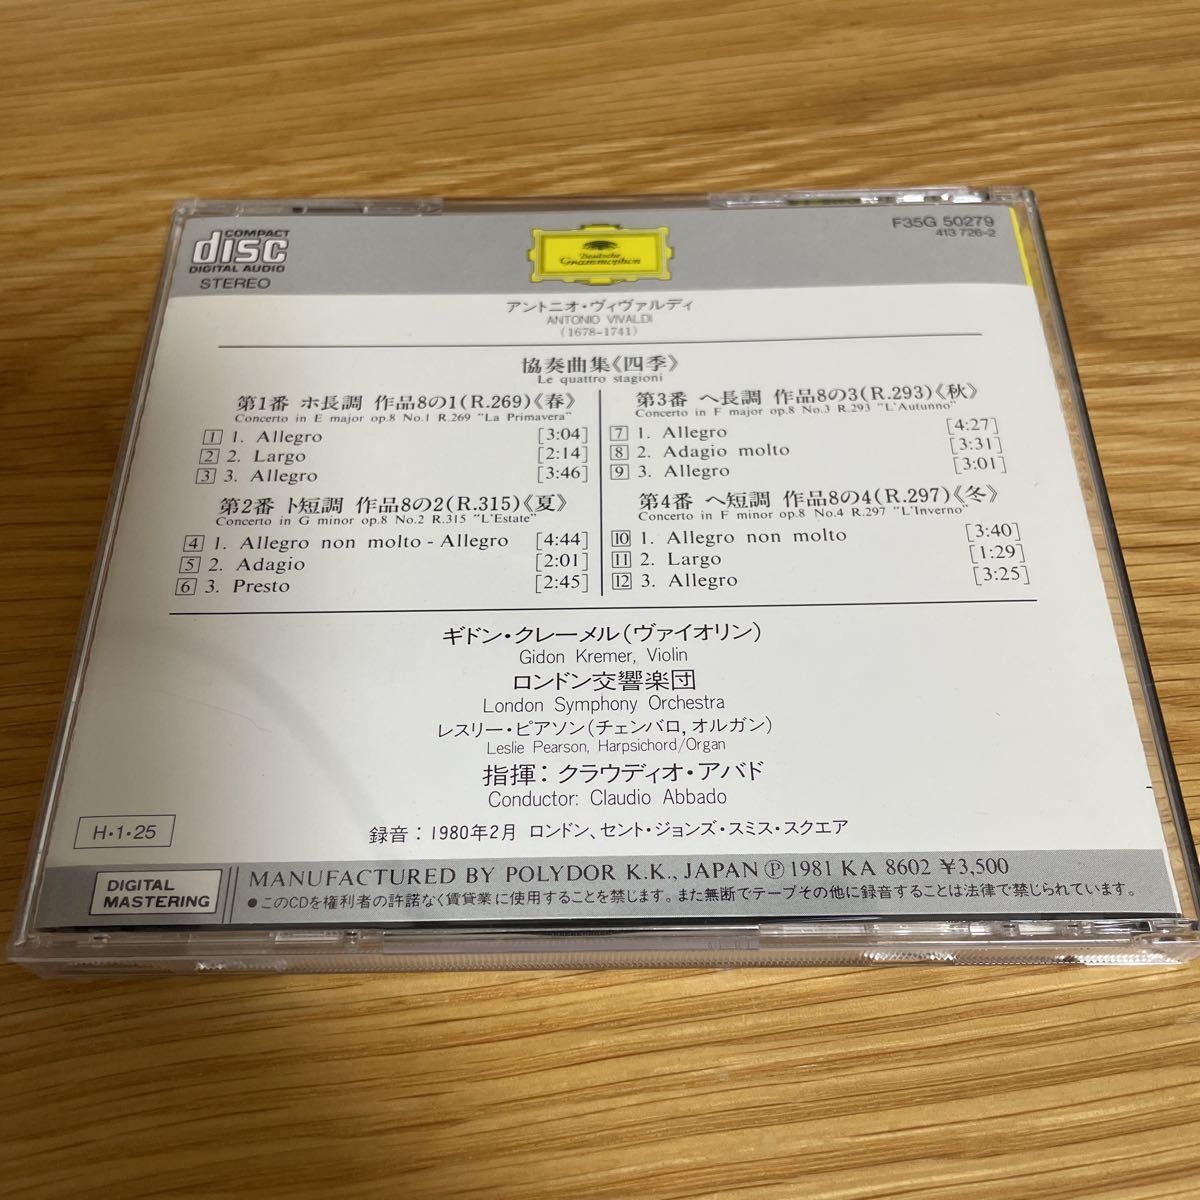 COMPACT
disc
DIGITAL AUDIO
STEREO
Deutsche
Grammophon
F35G 50279
413 726-2
アントニオ・ヴィヴァルディ
ANTONIO VIVALDI
(1678-1741)
協奏曲集《四季》
Le quattro stagioni
第1番 ホ長調 作品8の1(R.269)《春》
Concerto in E major op.8 No.1 R.269 "La Primavera"
1 1. Allegro [3:04]
2 2. Largo [2:14]
3 3. Allegro [3:46]
第2番 ト短調 作品8の2(R.315)《夏》
Concerto in G minor op.8 No.2 R.315 "L'Estate"
4 1. Allegro non molto - Allegro [4:44]
5 2. Adagio [2:01]
6 3. Presto [2:45]
第3番 ヘ長調 作品8の3(R.293)《秋》
Concerto in F major op.8 No.3 R.293 "L'Autunno"
7 1. Allegro [4:27]
8 2. Adagio molto [3:31]
9 3. Allegro [3:01]
第4番 ヘ短調 作品8の4(R.297)《冬》
Concerto in F minor op.8 No.4 R.297 "L'Inverno"
10 1. Allegro non molto [3:40]
11 2. Largo [1:29]
12 3. Allegro [3:25]
ギドン・クレーメル(ヴァイオリン)
Gidon Kremer, Violin
ロンドン交響楽団
London Symphony Orchestra
レスリー・ピアソン(チェンバロ,オルガン)
Leslie Pearson, Harpsichord/Organ
指揮：クラウディオ・アバド
Conductor: Claudio Abbado
録音：1980年2月 ロンドン、セント・ジョンズ・スミス・スクエア
H・1・25
DIGITAL
MASTERING
MANUFACTURED BY POLYDOR K.K., JAPAN Ⓟ 1981 KA 8602 ¥3,500
●このCDを権利者の許諾なく賃貸業に使用することを禁じます。また無断でテープその他に録音することは法律で禁じられています。